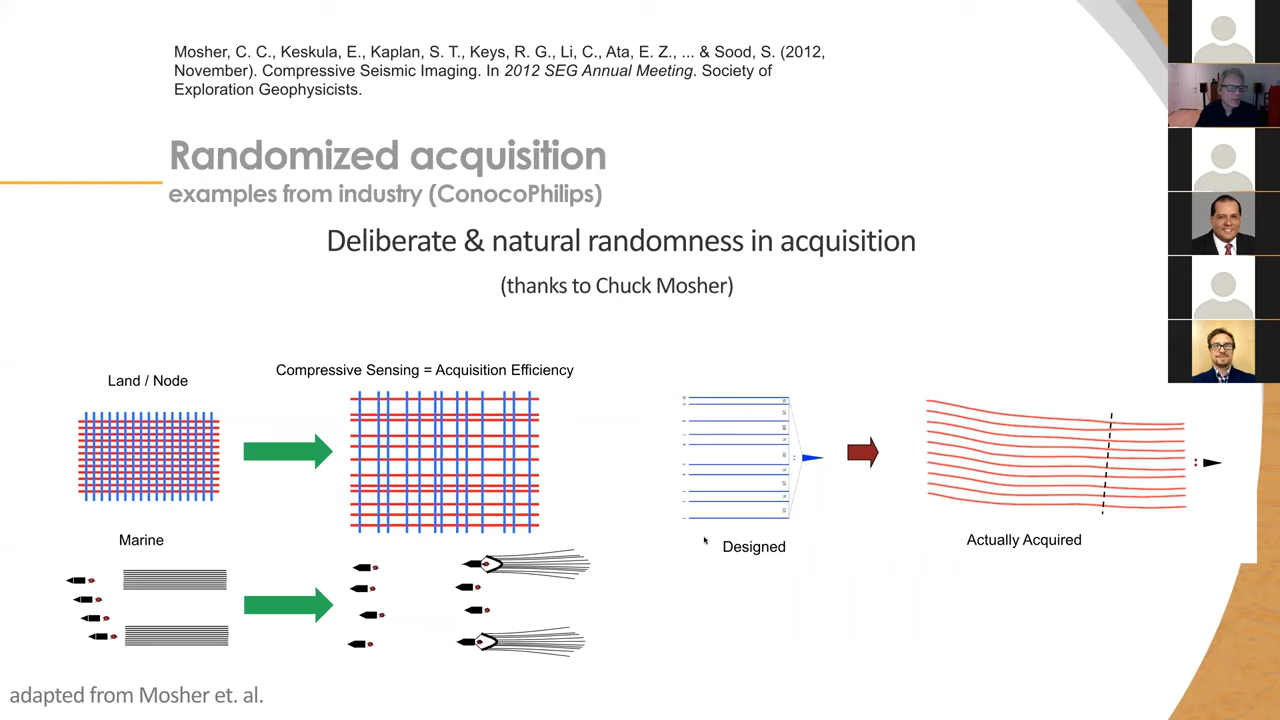 Mosher, C. C., Keskula, E., Kaplan, S. T., Keys, R. G., Li, C., Ata, E. Z., ... & Sood, S. (2012,
November). Compressive Seismic Imaging. In 2012 SEG Annual Meeting. Society of
Exploration Geophysicists.
Randomized acquisition
examples from industry (ConocoPhilips)
Deliberate & natural randomness in acquisition
(thanks to Chuck Mosher)
Land / Node
Compressive Sensing = Acquisition Efficiency
Marine
Designed
Actually Acquired
adapted from Mosher et. al.